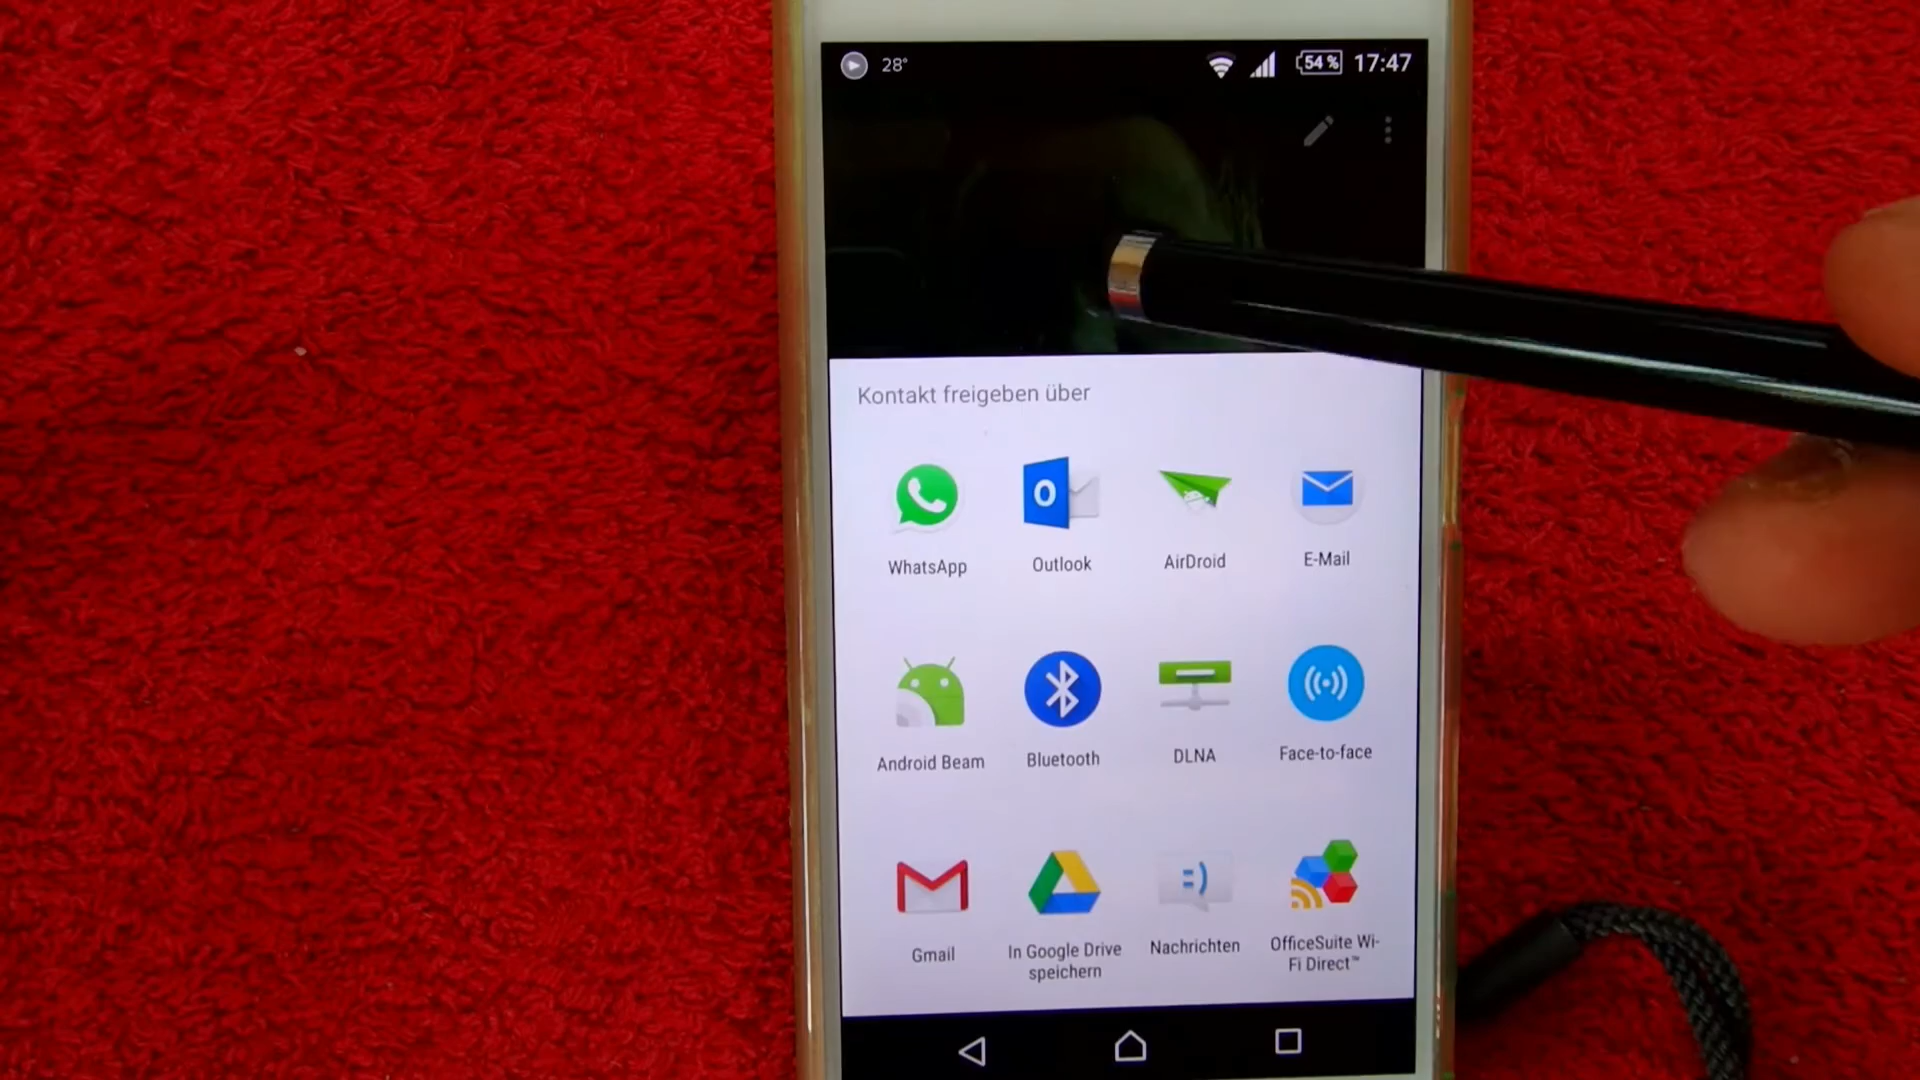 28° 54% 17:47
Kontakt freigeben über
WhatsApp Outlook AirDroid E-Mail
Android Beam Bluetooth DLNA Face-to-face
Gmail In Google Drive speichern Nachrichten OfficeSuite Wi-Fi Direct™